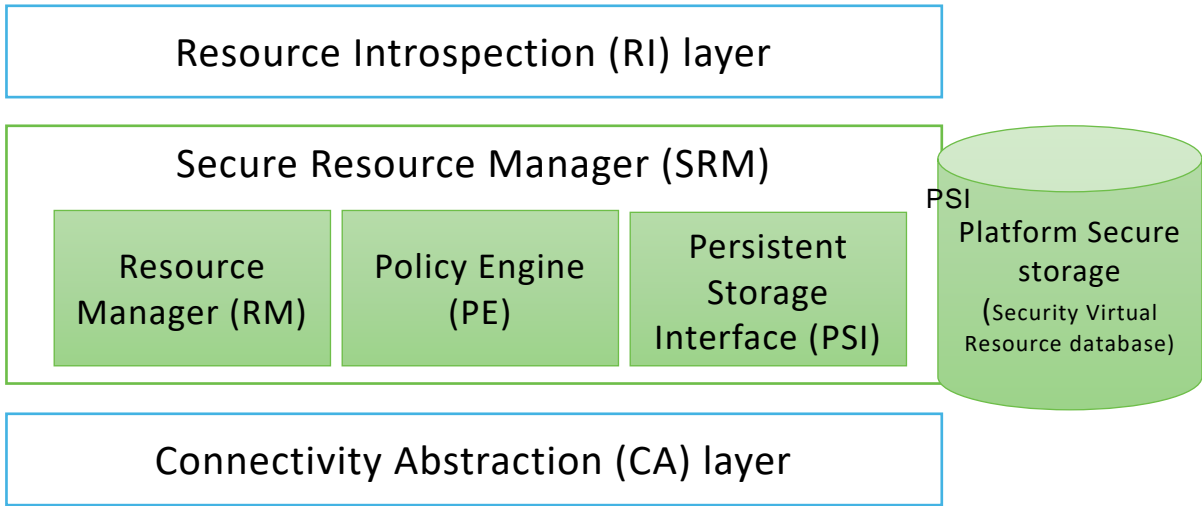 Resource Introspection (RI) layer
Secure Resource Manager (SRM)
Resource
Manager (RM)
Policy Engine
(PE)
Persistent
Storage
Interface (PSI)
PSI
Platform Secure
storage
(Security Virtual
Resource database)
Connectivity Abstraction (CA) layer